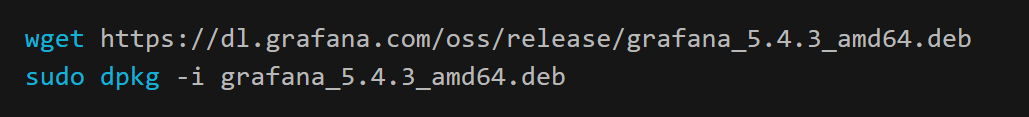 wget https://dl.grafana.com/oss/release/grafana_5.4.3_amd64.deb
sudo dpkg -i grafana_5.4.3_amd64.deb